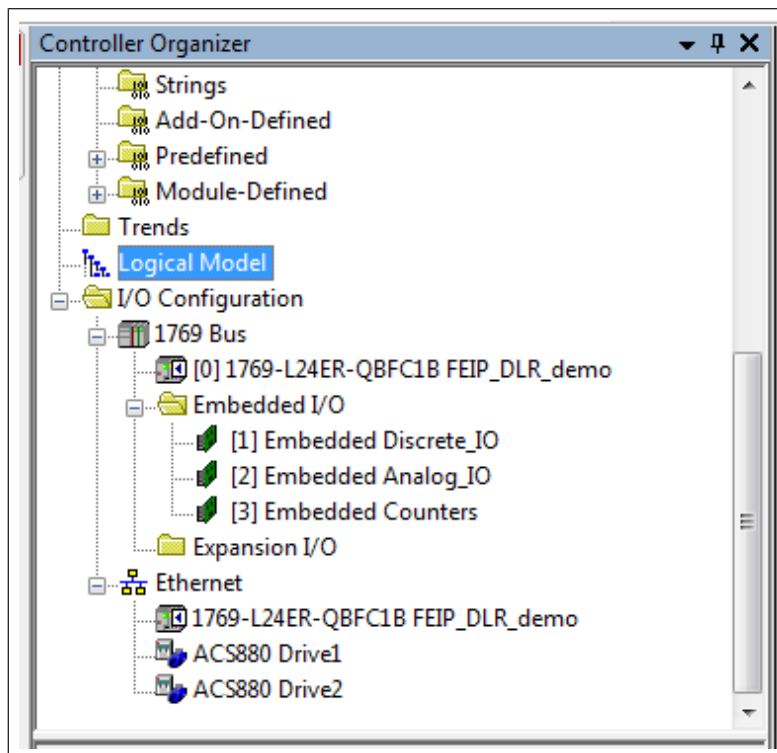 Controller Organizer
Strings
Add-On-Defined
Predefined
Module-Defined
Trends
Logical Model
I/O Configuration
1769 Bus
[0] 1769-L24ER-QBFC1B FEIP_DLR_demo
Embedded I/O
[1] Embedded Discrete_IO
[2] Embedded Analog_IO
[3] Embedded Counters
Expansion I/O
Ethernet
1769-L24ER-QBFC1B FEIP_DLR_demo
ACS880 Drive1
ACS880 Drive2